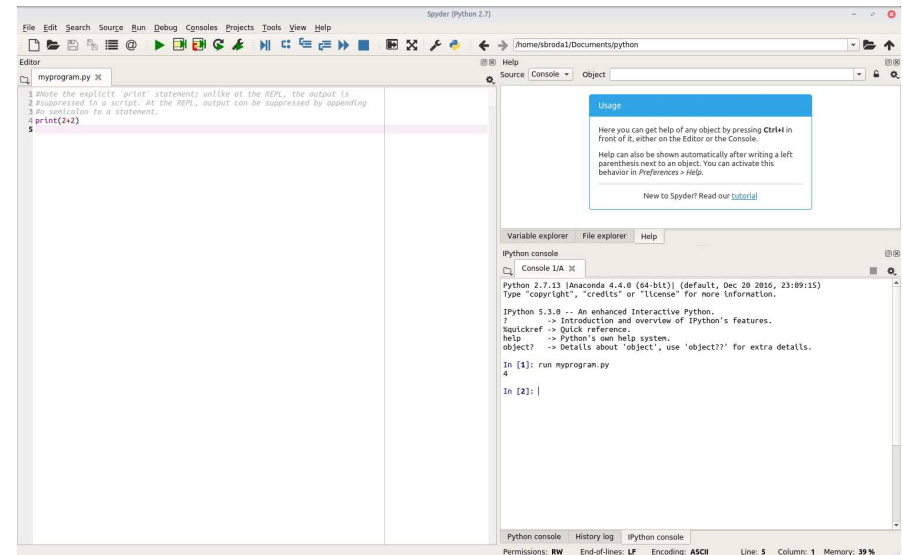 Spyder (Python 2.7)
File Edit Search Source Run Debug Consoles Projects Tools View Help
/home/sbroda1/Documents/python
Editor
myprogram.py
1 #Note the explicit `print` statement; unlike at the REPL, the output is
2 #suppressed in a script. At the REPL, output can be suppressed by appending
3 #a semicolon to a statement.
4 print(2+2)
5
Help
Source Console Object
Usage
Here you can get help of any object by pressing Ctrl+I in
front of it, either on the Editor or the Console.
Help can also be shown automatically after writing a left
parenthesis next to an object. You can activate this
behavior in Preferences > Help.
New to Spyder? Read our tutorial
Variable explorer File explorer Help
IPython console
Console 1/A
Python 2.7.13 |Anaconda 4.4.0 (64-bit)| (default, Dec 20 2016, 23:09:15)
Type "copyright", "credits" or "license" for more information.
IPython 5.3.0 -- An enhanced Interactive Python.
? -> Introduction and overview of IPython's features.
%quickref -> Quick reference.
help -> Python's own help system.
object? -> Details about 'object', use 'object??' for extra details.
In [1]: run myprogram.py
4
In [2]:
Python console History log IPython console
Permissions: RW End-of-lines: LF Encoding: ASCII Line: 5 Column: 1 Memory: 39 %